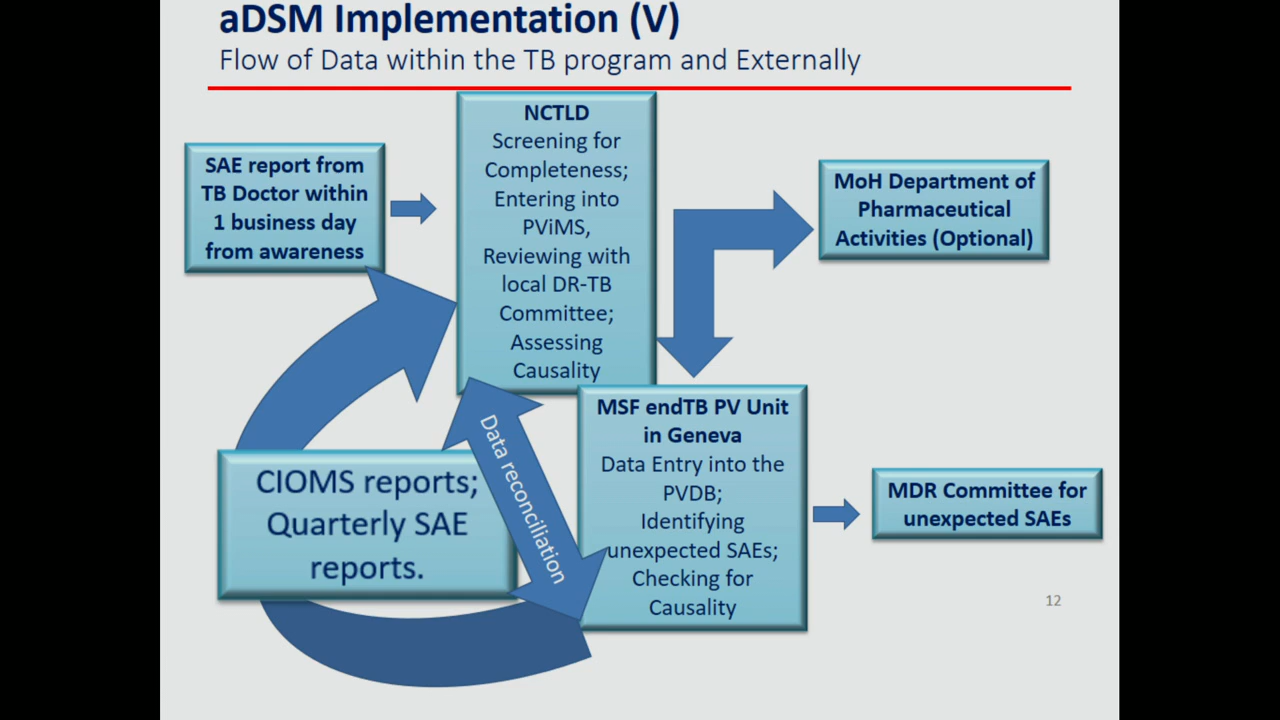 aDSM Implementation (V)
Flow of Data within the TB program and Externally
SAE report from
TB Doctor within
1 business day
from awareness
NCTLD
Screening for
Completeness;
Entering into
PViMS,
Reviewing with
local DR-TB
Committee;
Assessing
Causality
MoH Department of
Pharmaceutical
Activities (Optional)
CIOMS reports;
Quarterly SAE
reports.
Data reconciliation
MSF endTB PV Unit
in Geneva
Data Entry into the
PVDB;
Identifying
unexpected SAEs;
Checking for
Causality
MDR Committee for
unexpected SAEs
12